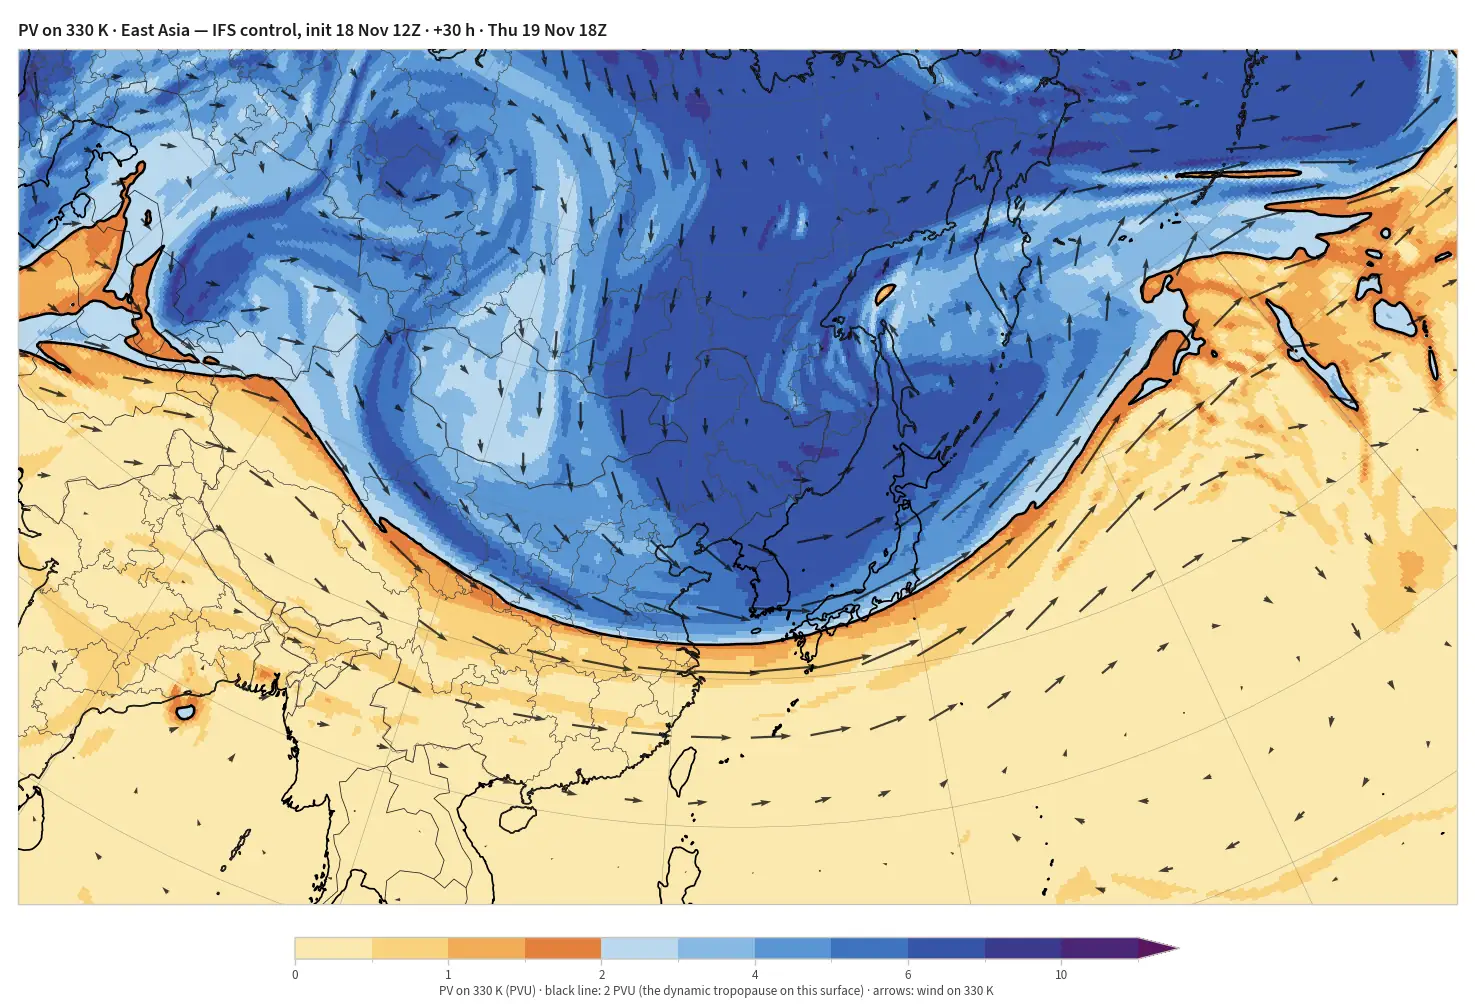 PV on 330 K · East Asia — IFS control, init 18 Nov 12Z · +30 h · Thu 19 Nov 18Z
0 1 2 4 6 10
PV on 330 K (PVU) · black line: 2 PVU (the dynamic tropopause on this surface) · arrows: wind on 330 K